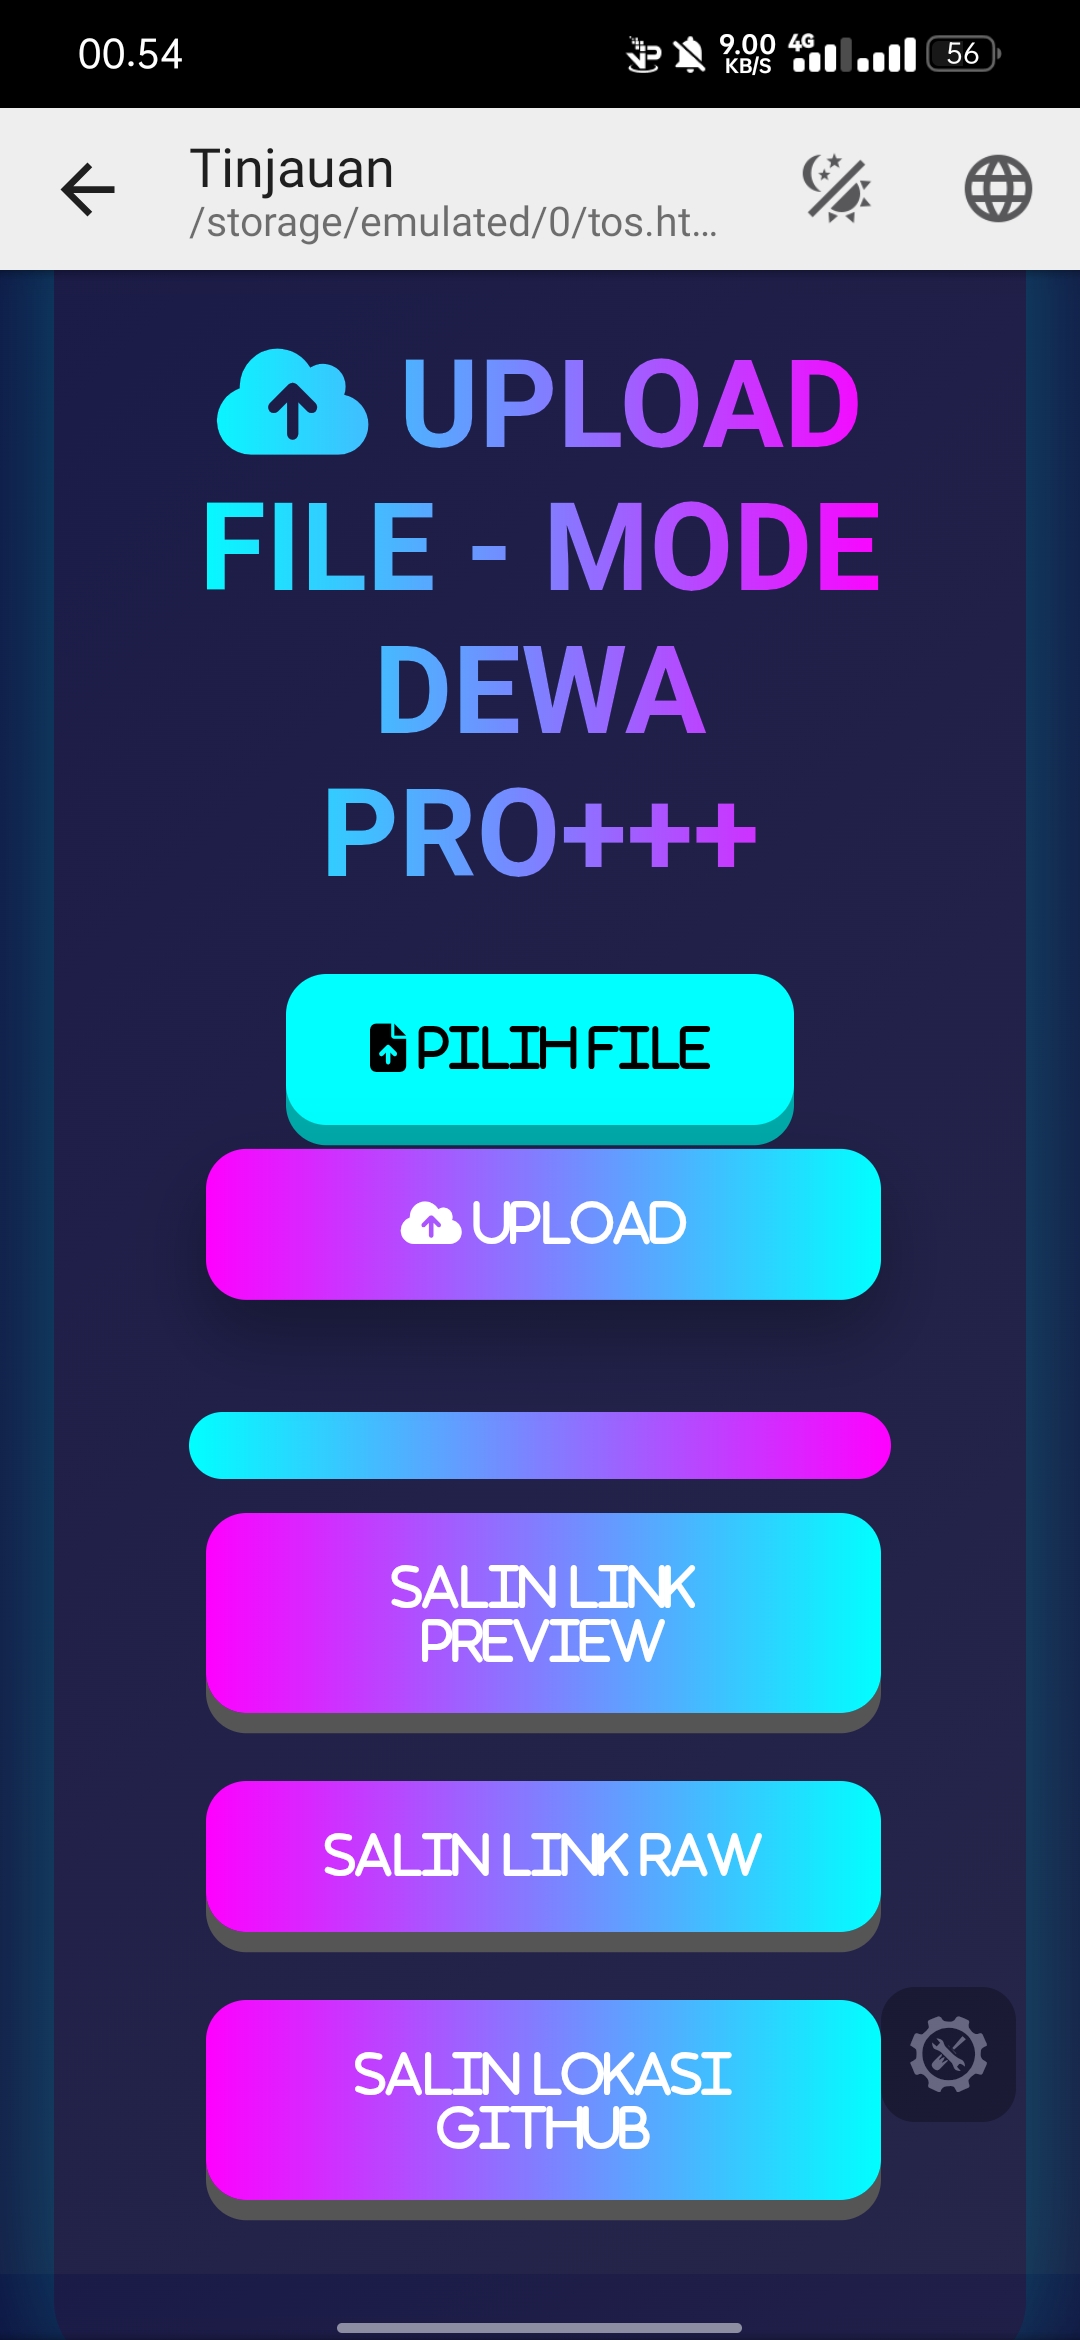 00.54
9.00
KB/S
4G
56
Tinjauan
/storage/emulated/0/tos.ht...
UPLOAD
FILE - MODE
DEWA
PRO+++
PILIH FILE
UPLOAD
SALIN LINK
PREVIEW
SALIN LINK RAW
SALIN LOKASI
GITHUB